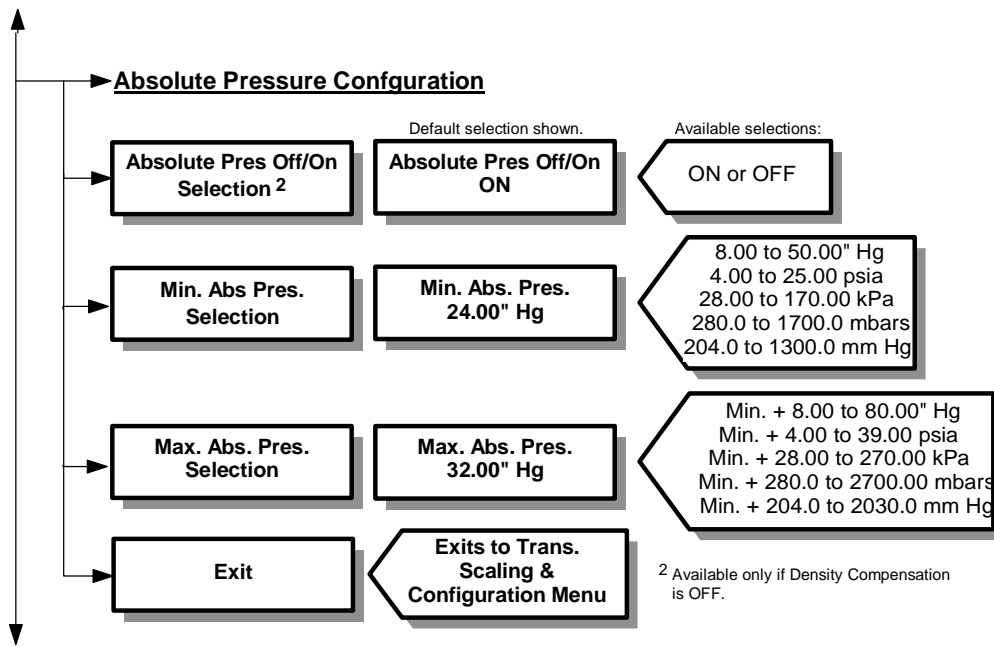 Absolute Pressure Confguration
Default selection shown.
Available selections:
Absolute Pres Off/On
Selection 2
Absolute Pres Off/On
ON
ON or OFF
Min. Abs Pres.
Selection
Min. Abs. Pres.
24.00" Hg
8.00 to 50.00" Hg
4.00 to 25.00 psia
28.00 to 170.00 kPa
280.0 to 1700.0 mbars
204.0 to 1300.0 mm Hg
Max. Abs. Pres.
Selection
Max. Abs. Pres.
32.00" Hg
Min. + 8.00 to 80.00" Hg
Min. + 4.00 to 39.00 psia
Min. + 28.00 to 270.00 kPa
Min. + 280.0 to 2700.00 mbars
Min. + 204.0 to 2030.0 mm Hg
Exit
Exits to Trans.
Scaling &
Configuration Menu
2 Available only if Density Compensation
is OFF.